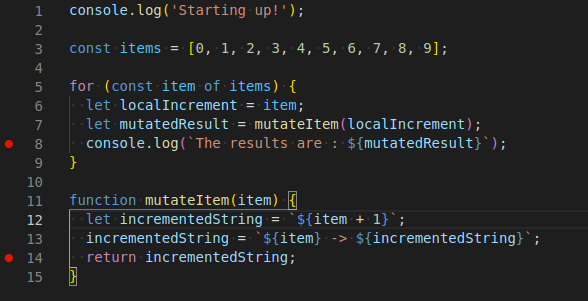 1 console.log('Starting up!');
2
3 const items = [0, 1, 2, 3, 4, 5, 6, 7, 8, 9];
4
5 for (const item of items) {
6   let localIncrement = item;
7   let mutatedResult = mutateItem(localIncrement);
8   console.log(`The results are : ${mutatedResult}`);
9 }
10
11 function mutateItem(item) {
12   let incrementedString = `${item + 1}`;
13   incrementedString = `${item} -> ${incrementedString}`;
14   return incrementedString;
15 }